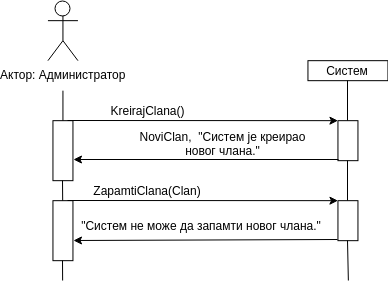 Актор: Администратор
Систем
KreirajClana()
NoviClan, "Систем је креирао
новог члана."
ZapamtiClana(Clan)
"Систем не може да запамти новог члана."